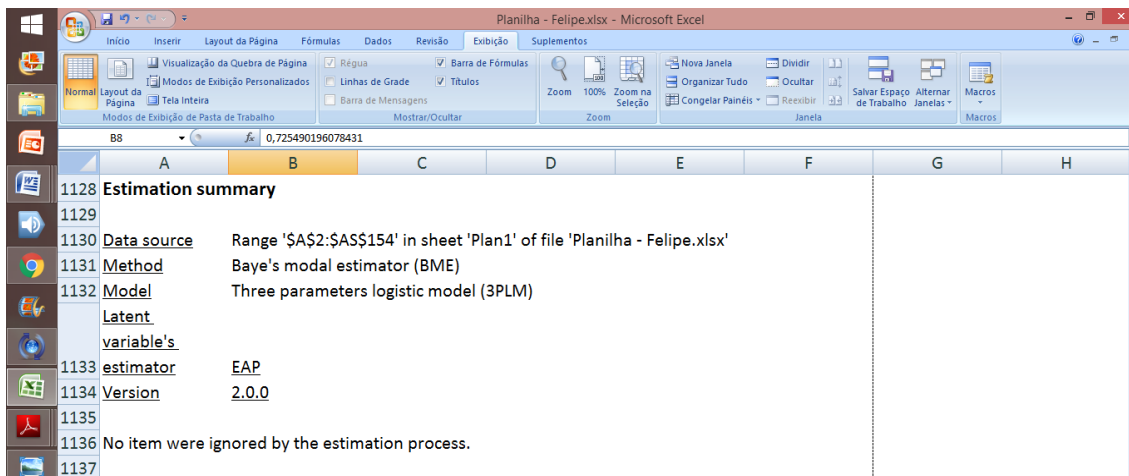 Planilha - Felipe.xlsx - Microsoft Excel
Início Inserir Layout da Página Fórmulas Dados Revisão Exibição Suplementos
Normal
Layout da Página
Visualização da Quebra de Página
Modos de Exibição Personalizados
Tela Inteira
Modos de Exibição de Pasta de Trabalho
Régua
Linhas de Grade
Barra de Mensagens
Barra de Fórmulas
Títulos
Mostrar/Ocultar
Zoom
100%
Zoom na Seleção
Zoom
Nova Janela
Organizar Tudo
Congelar Painéis
Dividir
Ocultar
Reexibir
Janela
Salvar Espaço de Trabalho
Alternar Janelas
Macros
Macros
B8 fx 0,725490196078431
A B C D E F G H
1128 Estimation summary
1129
1130 Data source Range '$A$2:$AS$154' in sheet 'Plan1' of file 'Planilha - Felipe.xlsx'
1131 Method Baye's modal estimator (BME)
1132 Model Three parameters logistic model (3PLM)
Latent
variable's
1133 estimator EAP
1134 Version 2.0.0
1135
1136 No item were ignored by the estimation process.
1137